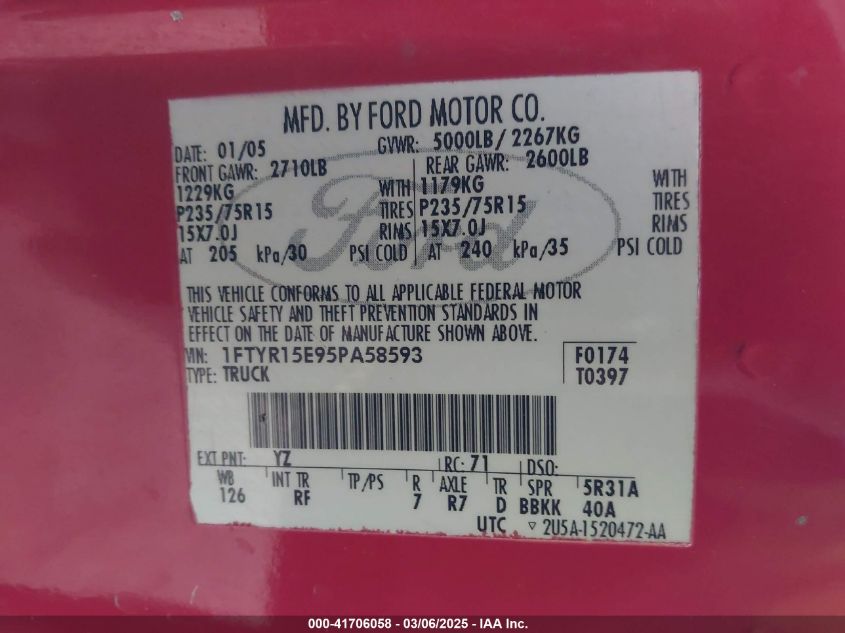 MFD. BY FORD MOTOR CO.
DATE: 01/05 GVWR: 5000LB/ 2267KG
FRONT GAWR: 2710LB REAR GAWR: 2600LB
1229KG WITH 1179KG WITH
P235/75R15 TIRES P235/75R15 TIRES
15X7.0J RIMS 15X7.0J RIMS
AT 205 kPa/30 PSI COLD AT 240 kPa/35 PSI COLD
Ford
THIS VEHICLE CONFORMS TO ALL APPLICABLE FEDERAL MOTOR
VEHICLE SAFETY AND THEFT PREVENTION STANDARDS IN
EFFECT ON THE DATE OF MANUFACTURE SHOWN ABOVE.
VIN: 1FTYR15E95PA58593 F0174
TYPE: TRUCK T0397
EXT PNT: YZ RC: 71 DSO:
WB INT TR TP/PS R AXLE TR SPR 5R31A
126 RF 7 R7 D BBKK 40A
UTC ▿ 2U5A-1520472-AA
000-41706058 - 03/06/2025 - IAA Inc.